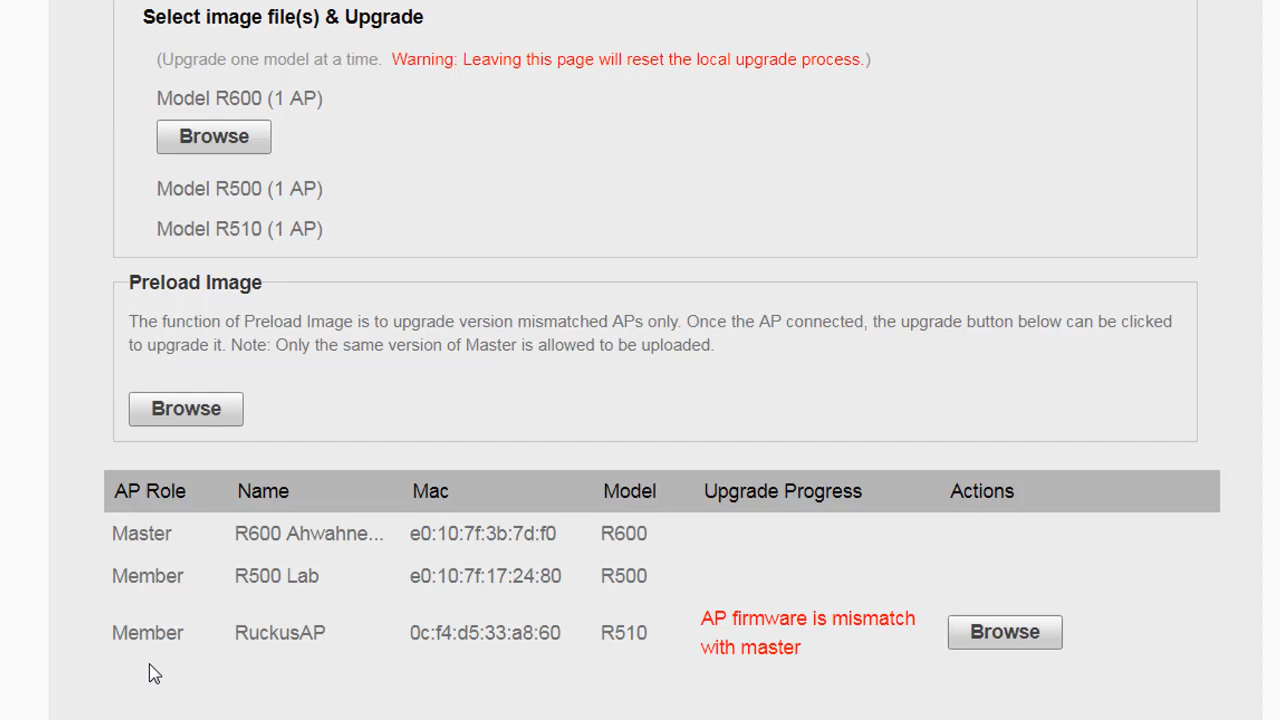 Select image file(s) & Upgrade
(Upgrade one model at a time. Warning: Leaving this page will reset the local upgrade process.)
Model R600 (1 AP)
Browse
Model R500 (1 AP)
Model R510 (1 AP)
Preload Image
The function of Preload Image is to upgrade version mismatched APs only. Once the AP connected, the upgrade button below can be clicked
to upgrade it. Note: Only the same version of Master is allowed to be uploaded.
Browse
AP Role Name Mac Model Upgrade Progress Actions
Master R600 Ahwahne... e0:10:7f:3b:7d:f0 R600
Member R500 Lab e0:10:7f:17:24:80 R500
Member RuckusAP 0c:f4:d5:33:a8:60 R510 AP firmware is mismatch
with master
Browse